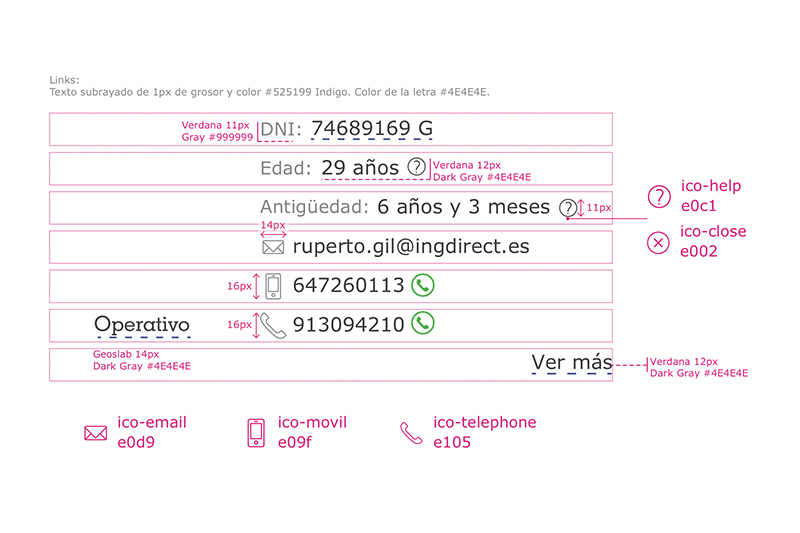 Links:
Texto subrayado de 1px de grosor y color #525199 Indigo. Color de la letra #4E4E4E.
Verdana 11px
Gray #999999
DNI: 74689169 G
Edad: 29 años ?
Verdana 12px
Dark Gray #4E4E4E
Antigüedad: 6 años y 3 meses ?
11px
? ico-help
e0c1
14px
ico-close
e002
ruperto.gil@ingdirect.es
16px
647260113
Operativo
16px
913094210
Geoslab 14px
Dark Gray #4E4E4E
Ver más
Verdana 12px
Dark Gray #4E4E4E
ico-email
e0d9
ico-movil
e09f
ico-telephone
e105